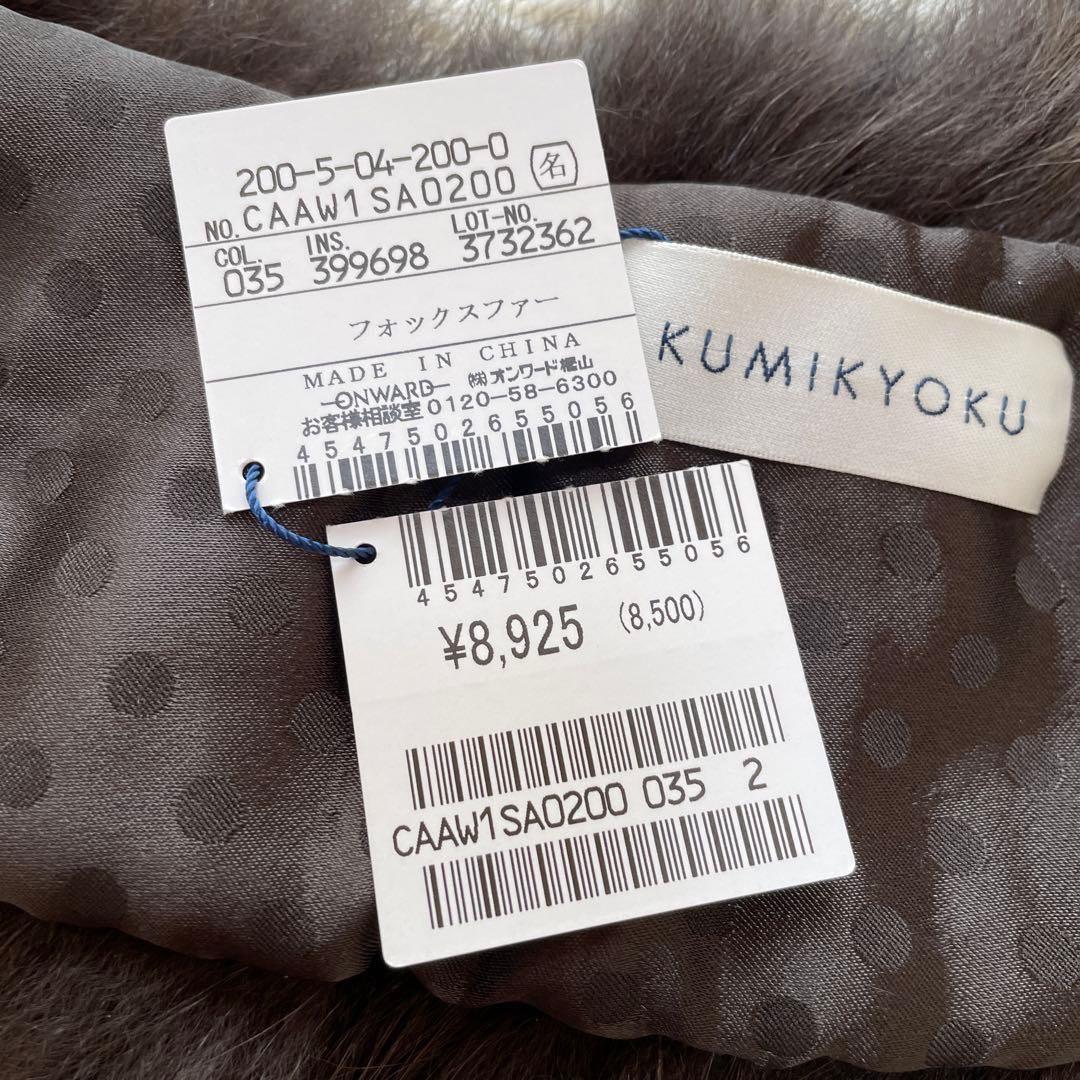 200-5-04-200-0 名
NO. CAAW1SA0200
COL. INS. LOT-NO.
035 399698 3732362
フォックスファー
MADE IN CHINA
ONWARD (株)オンワード樫山
お客様相談室 0120-58-6300
4547502655056
KUMIKYOKU
4547502655056
¥8,925 (8,500)
CAAW1SA0200 035 2